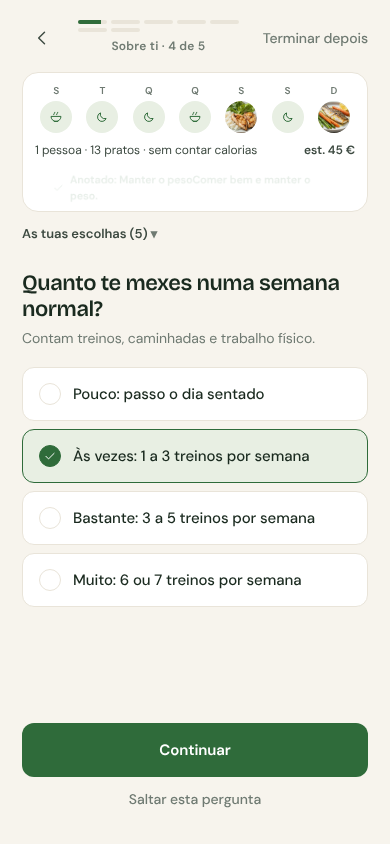 Sobre ti · 4 de 5
Terminar depois
S T Q Q S S D
1 pessoa · 13 pratos · sem contar calorias
est. 45 €
Anotado: Manter o pesoComer bem e manter o
peso.
As tuas escolhas (5) ▾
Quanto te mexes numa semana
normal?
Contam treinos, caminhadas e trabalho físico.
Pouco: passo o dia sentado
Às vezes: 1 a 3 treinos por semana
Bastante: 3 a 5 treinos por semana
Muito: 6 ou 7 treinos por semana
Continuar
Saltar esta pergunta